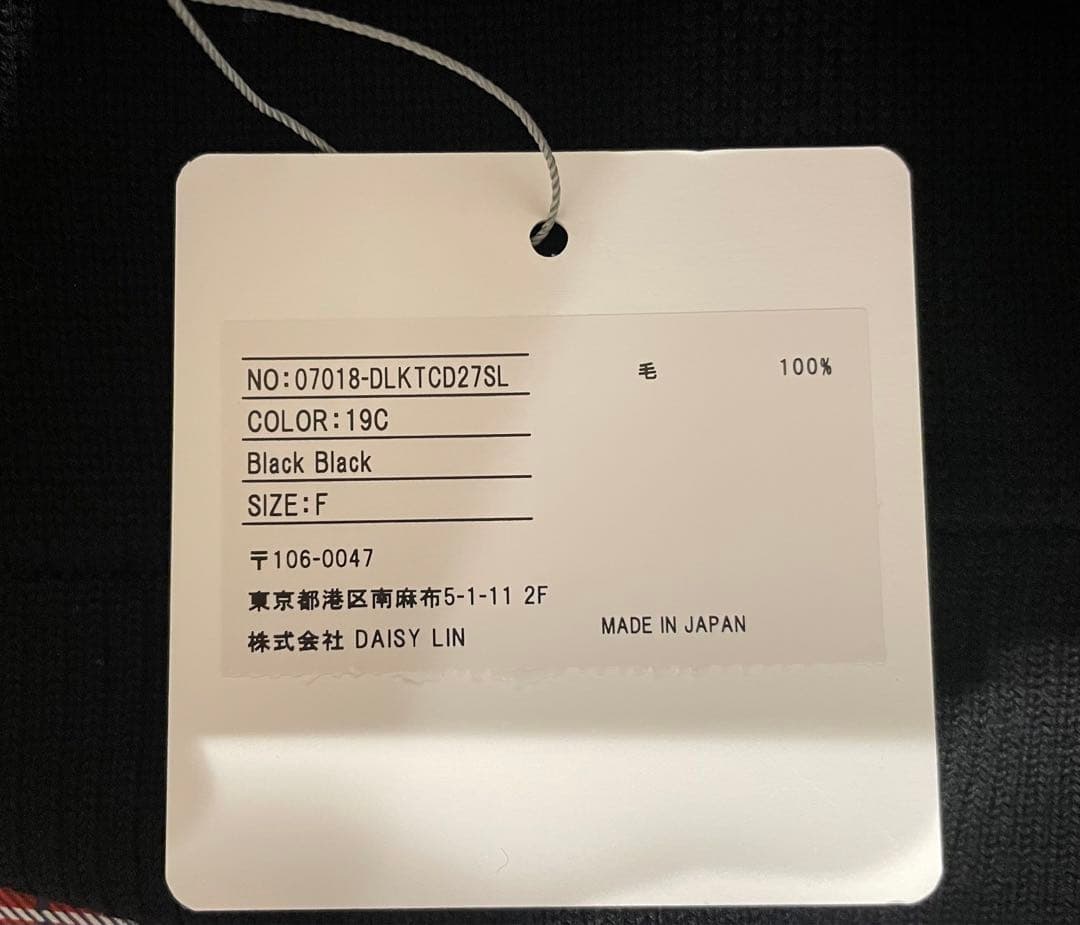 NO:07018-DLKTCD27SL
COLOR:19C
Black Black
SIZE:F
毛 100%
〒106-0047
東京都港区南麻布5-1-11 2F
株式会社 DAISY LIN
MADE IN JAPAN